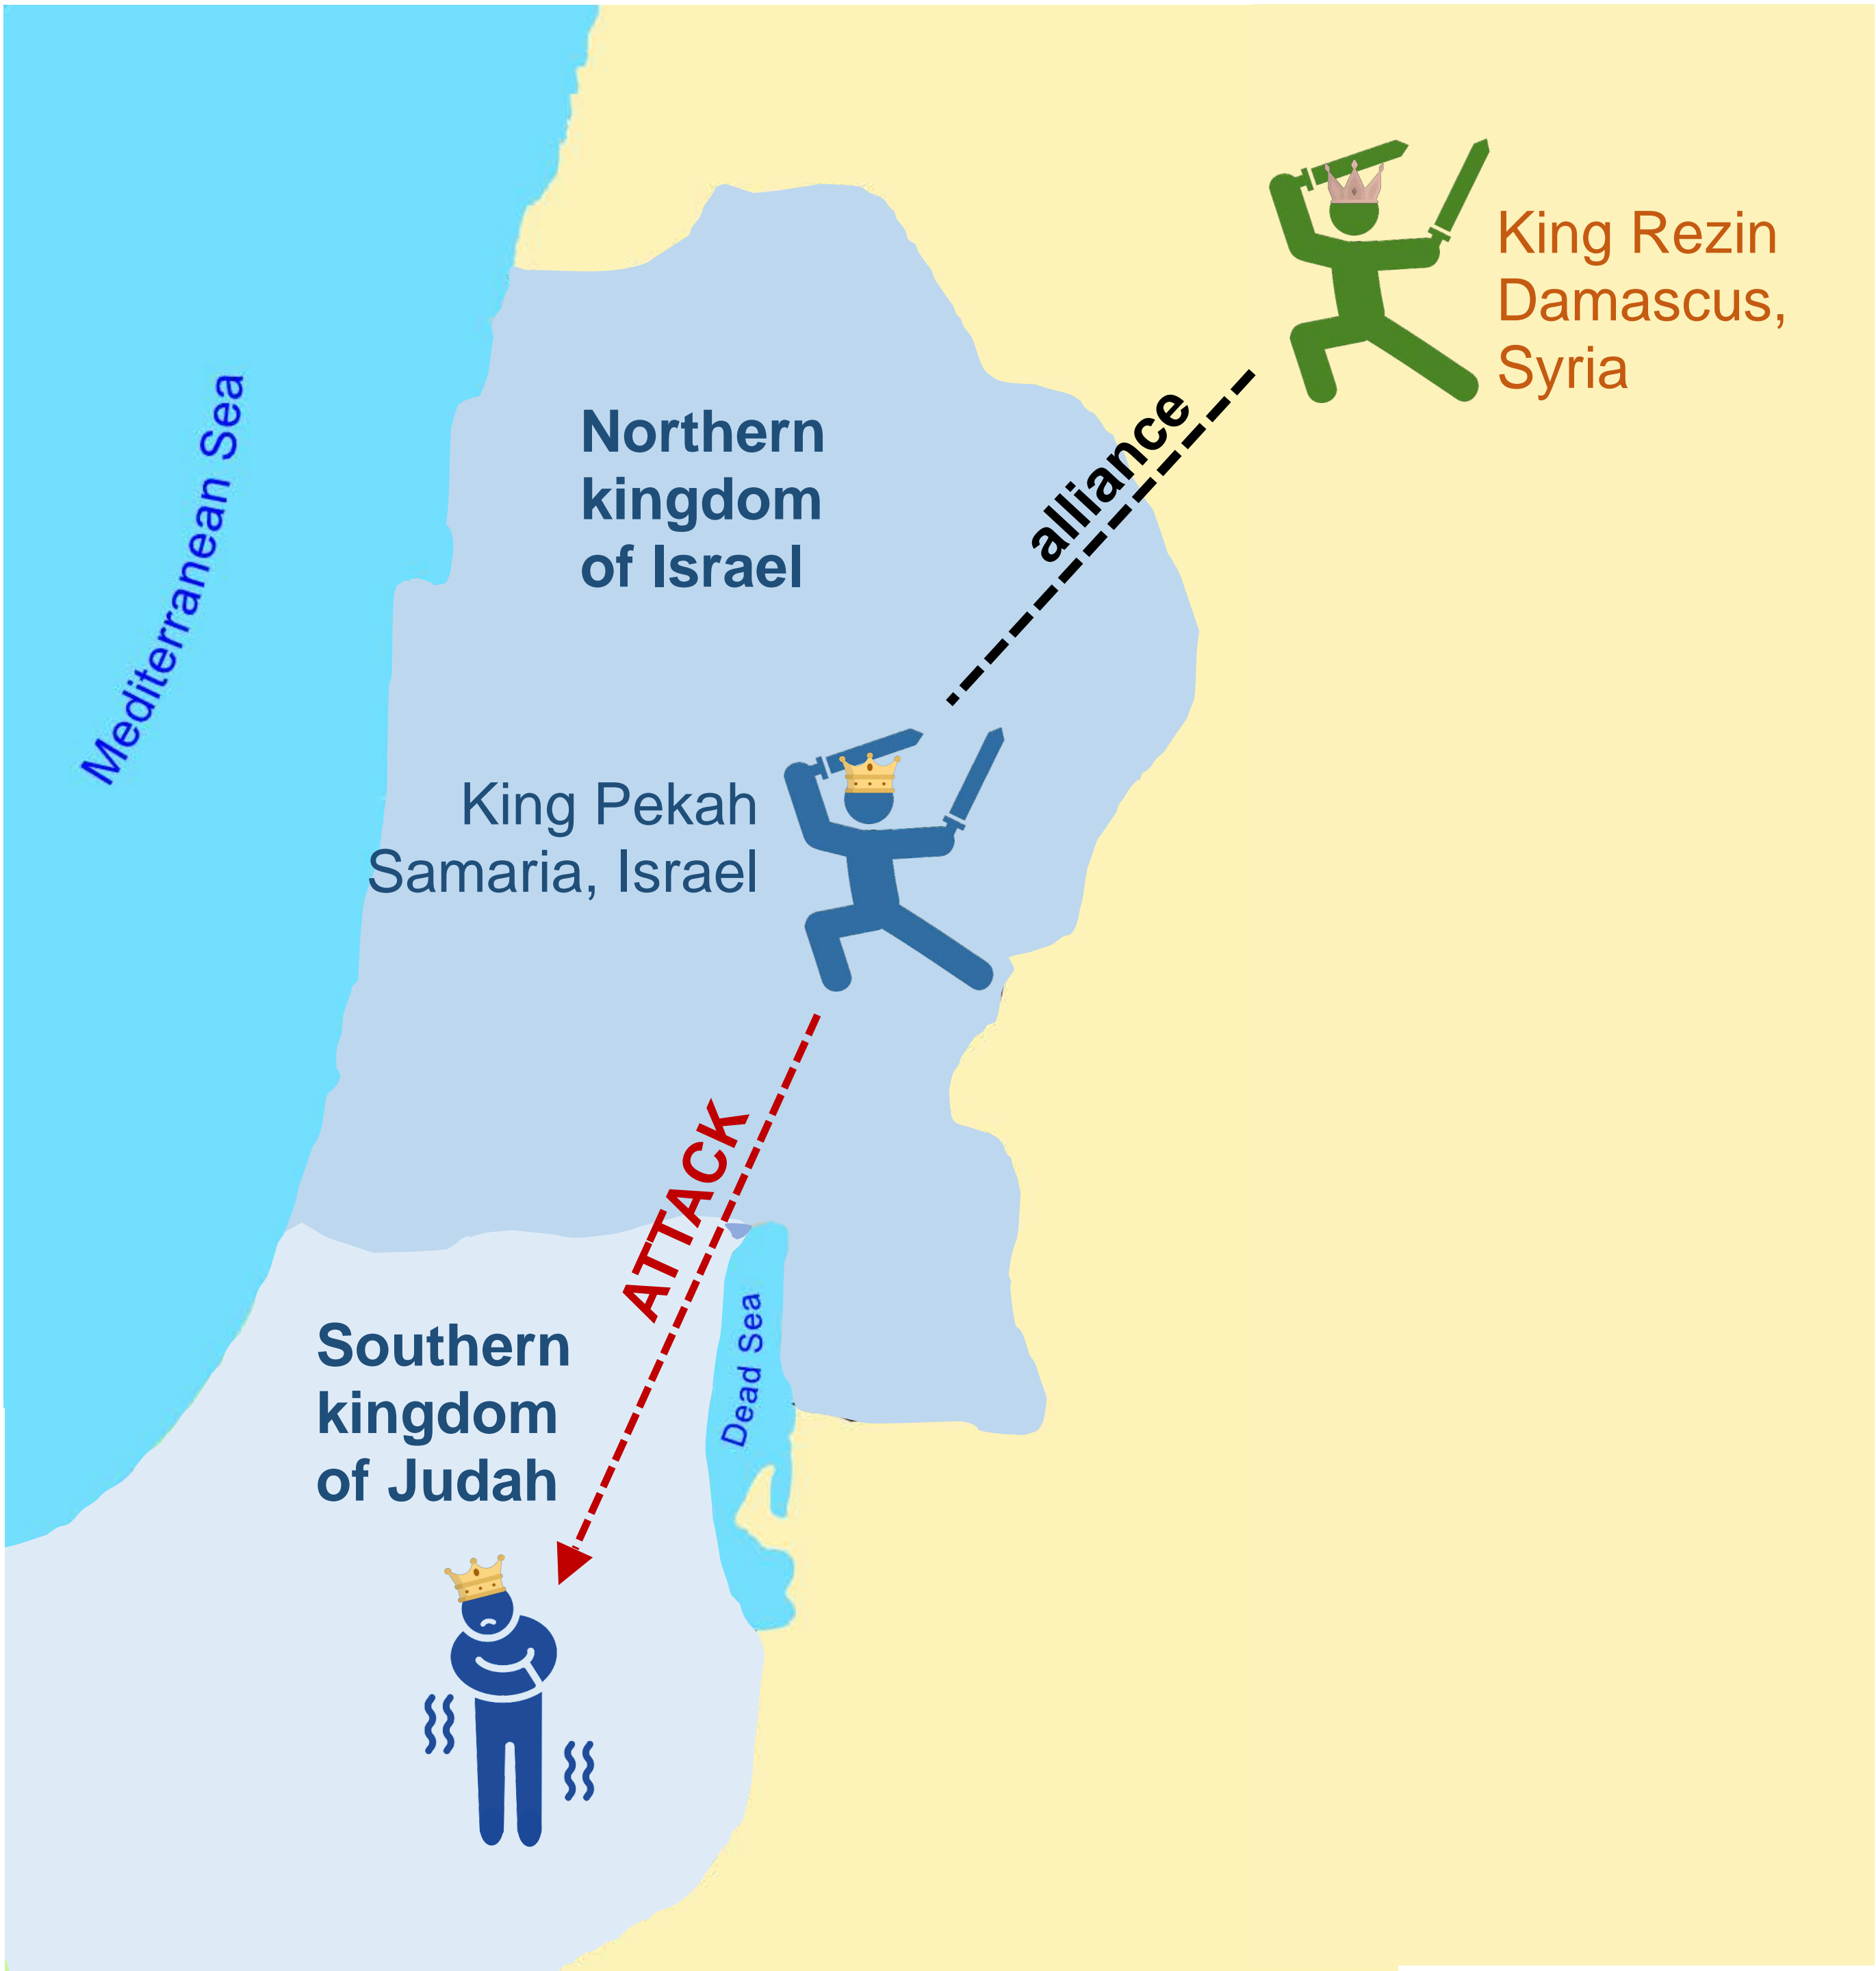 King Rezin
Damascus,
Syria
Northern
kingdom
of Israel
alliance
Mediterranean Sea
King Pekah
Samaria, Israel
ATTACK
Southern
kingdom
of Judah
Dead Sea